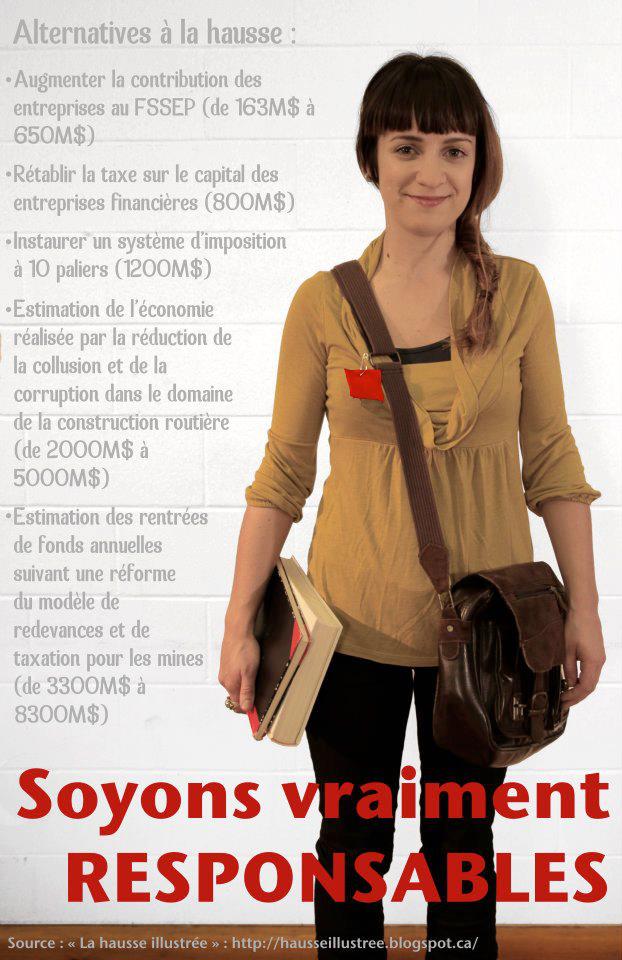 Alternatives à la hausse :
•Augmenter la contribution des
entreprises au FSSEP (de 163M$ à
650M$)
•Rétablir la taxe sur le capital des
entreprises financières (800M$)
•Instaurer un système d'imposition
à 10 paliers (1200M$)
•Estimation de l'économie
réalisée par la réduction de
la collusion et de la
corruption dans le domaine
de la construction routière
(de 2000M$ à
5000M$)
•Estimation des rentrées
de fonds annuelles
suivant une réforme
du modèle de
redevances et de
taxation pour les mines
(de 3300M$ à
8300M$)
Soyons vraiment
RESPONSABLES
Source : « La hausse illustrée » : http://hausseillustree.blogspot.ca/